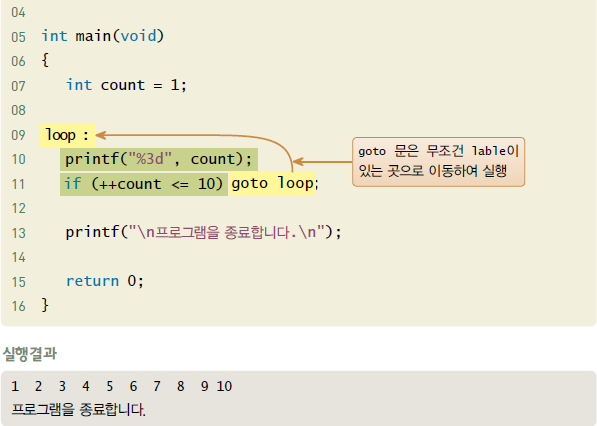 04
05 int main(void)
06 {
07 int count = 1;
08
09 loop :
10 printf("%3d", count);
11 if (++count <= 10) goto loop;
12
13 printf("\n프로그램을 종료합니다.\n");
14
15 return 0;
16 }
goto 문은 무조건 lable이
있는 곳으로 이동하여 실행
실행결과
1 2 3 4 5 6 7 8 9 10
프로그램을 종료합니다.